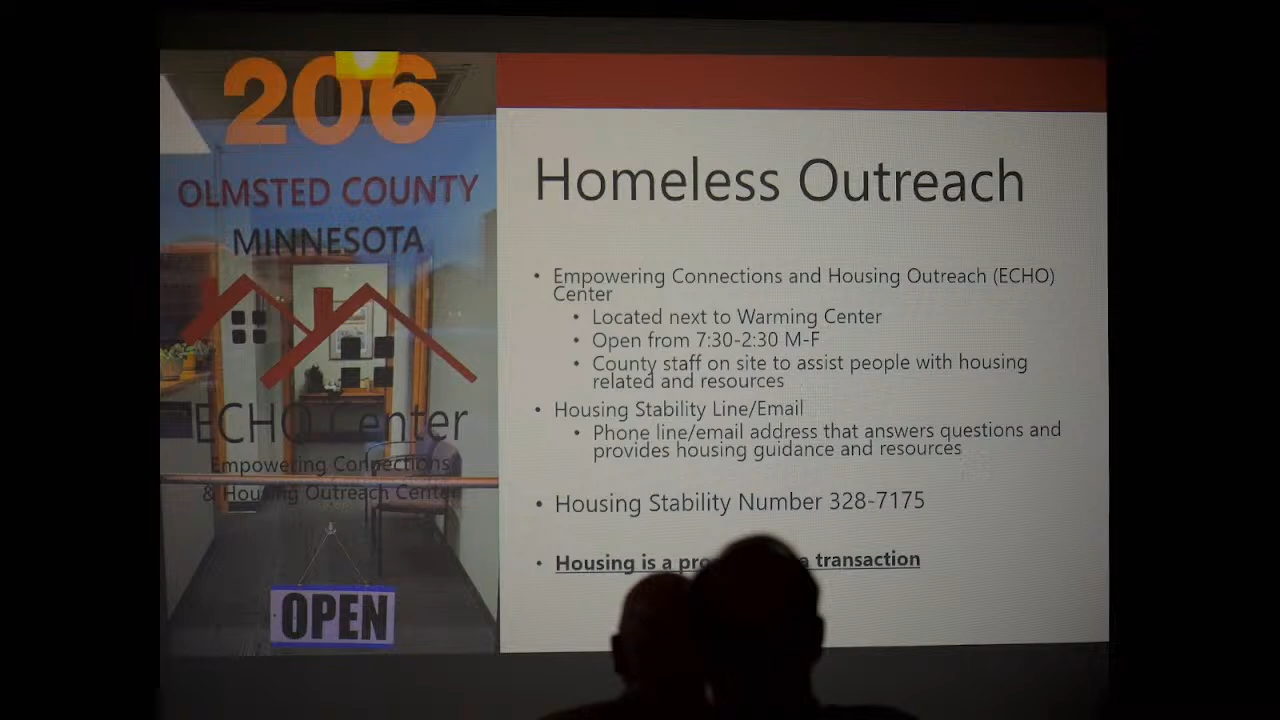 206
OLMSTED COUNTY
MINNESOTA
ECHO Center
Empowering Connections
& Housing Outreach Center
OPEN
Homeless Outreach
• Empowering Connections and Housing Outreach (ECHO)
Center
• Located next to Warming Center
• Open from 7:30-2:30 M-F
• County staff on site to assist people with housing
related and resources
• Housing Stability Line/Email
• Phone line/email address that answers questions and
provides housing guidance and resources
• Housing Stability Number 328-7175
• Housing is a transaction